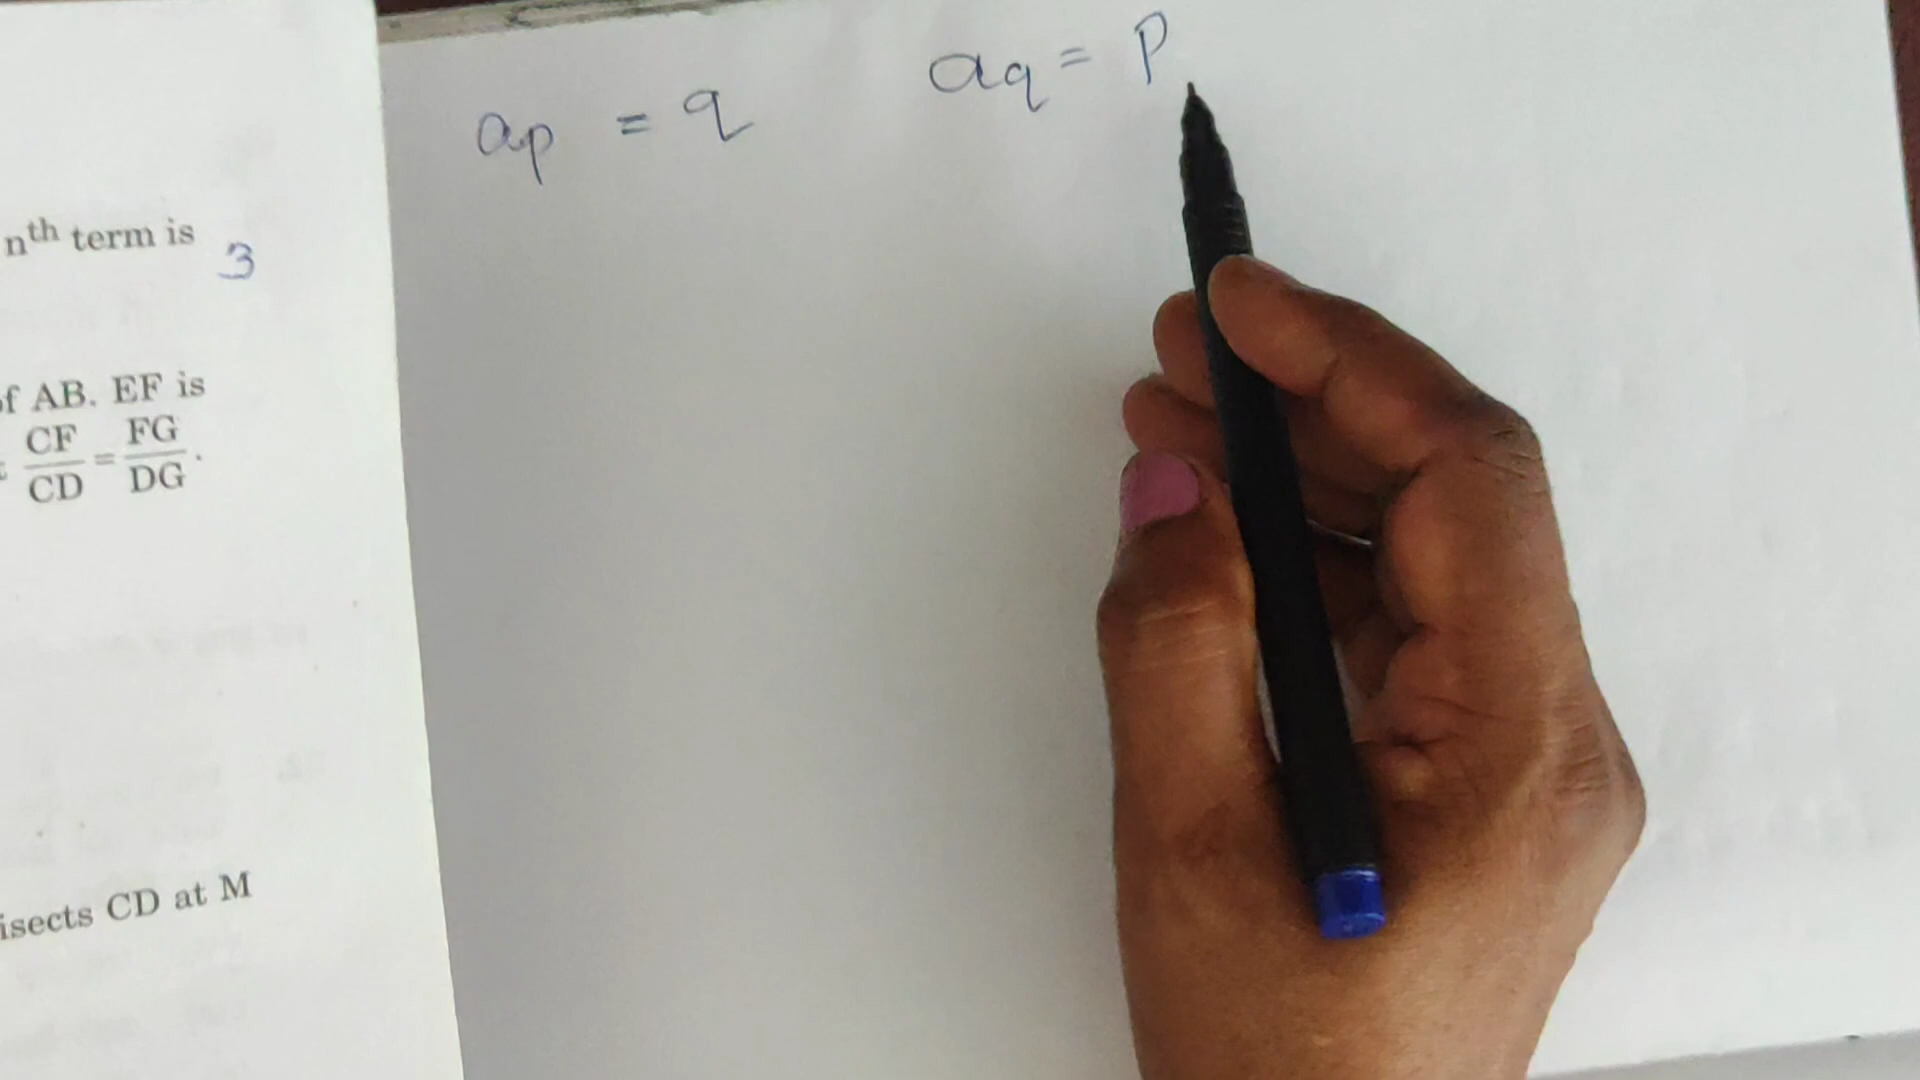 ap = q
aq = p
nth term is
3
f AB. EF is
CF/CD = FG/DG.
isects CD at M